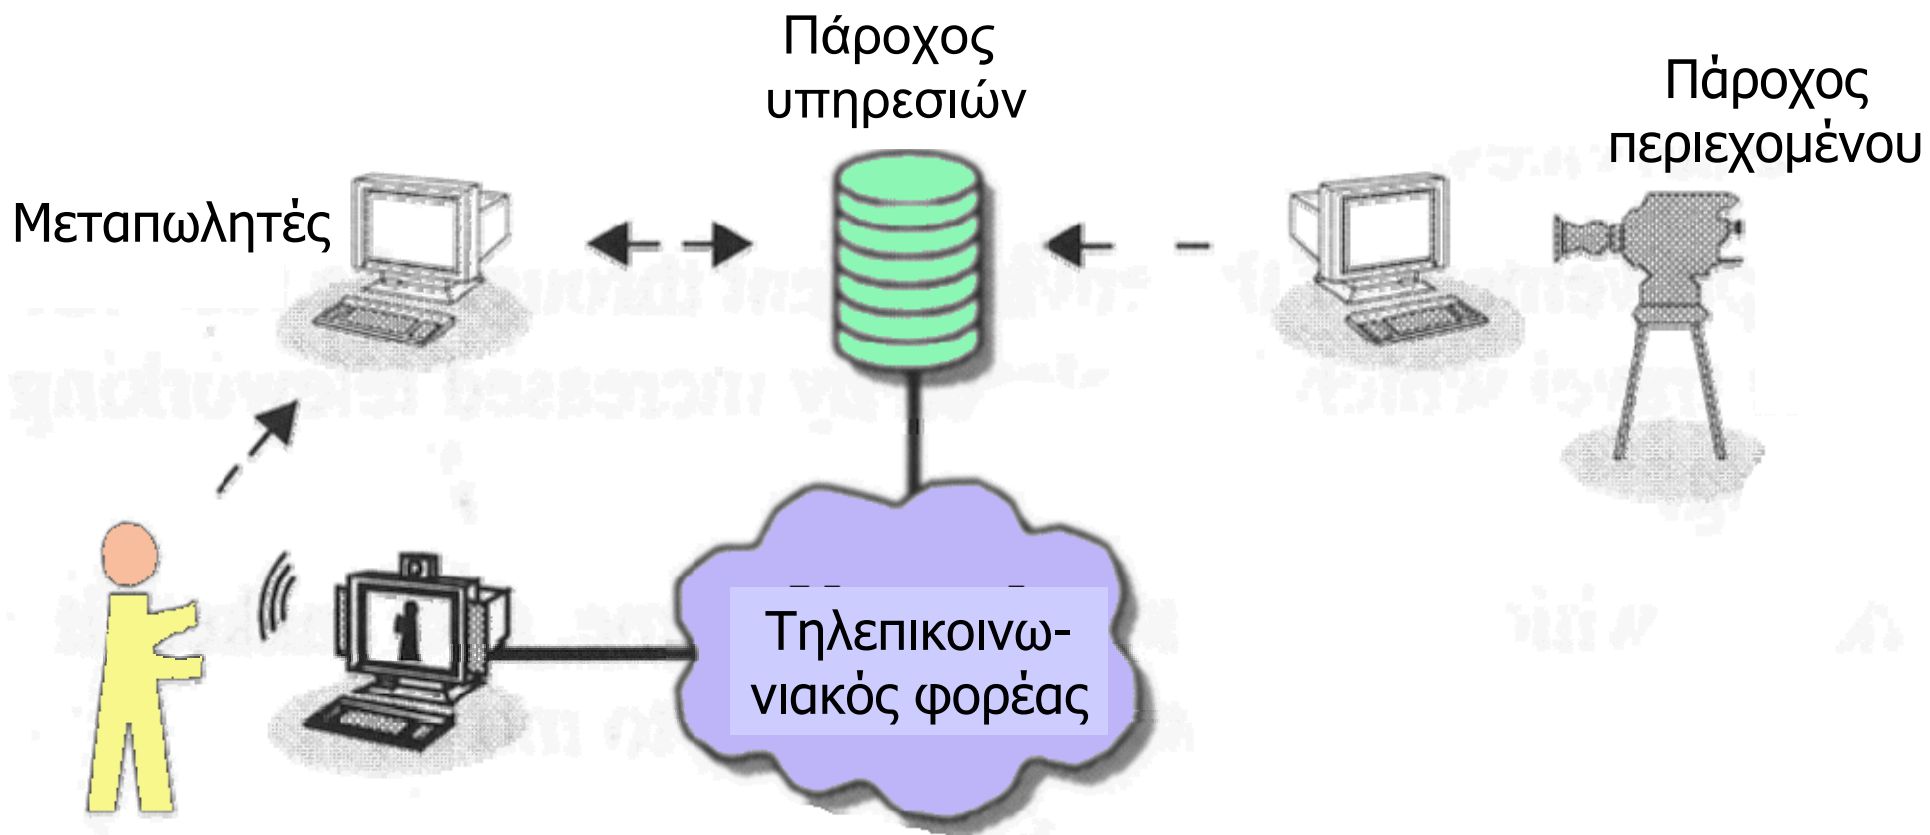 Πάροχος
υπηρεσιών
Πάροχος
περιεχομένου
Μεταπωλητές
Τηλεπικοινω-
νιακός φορέας